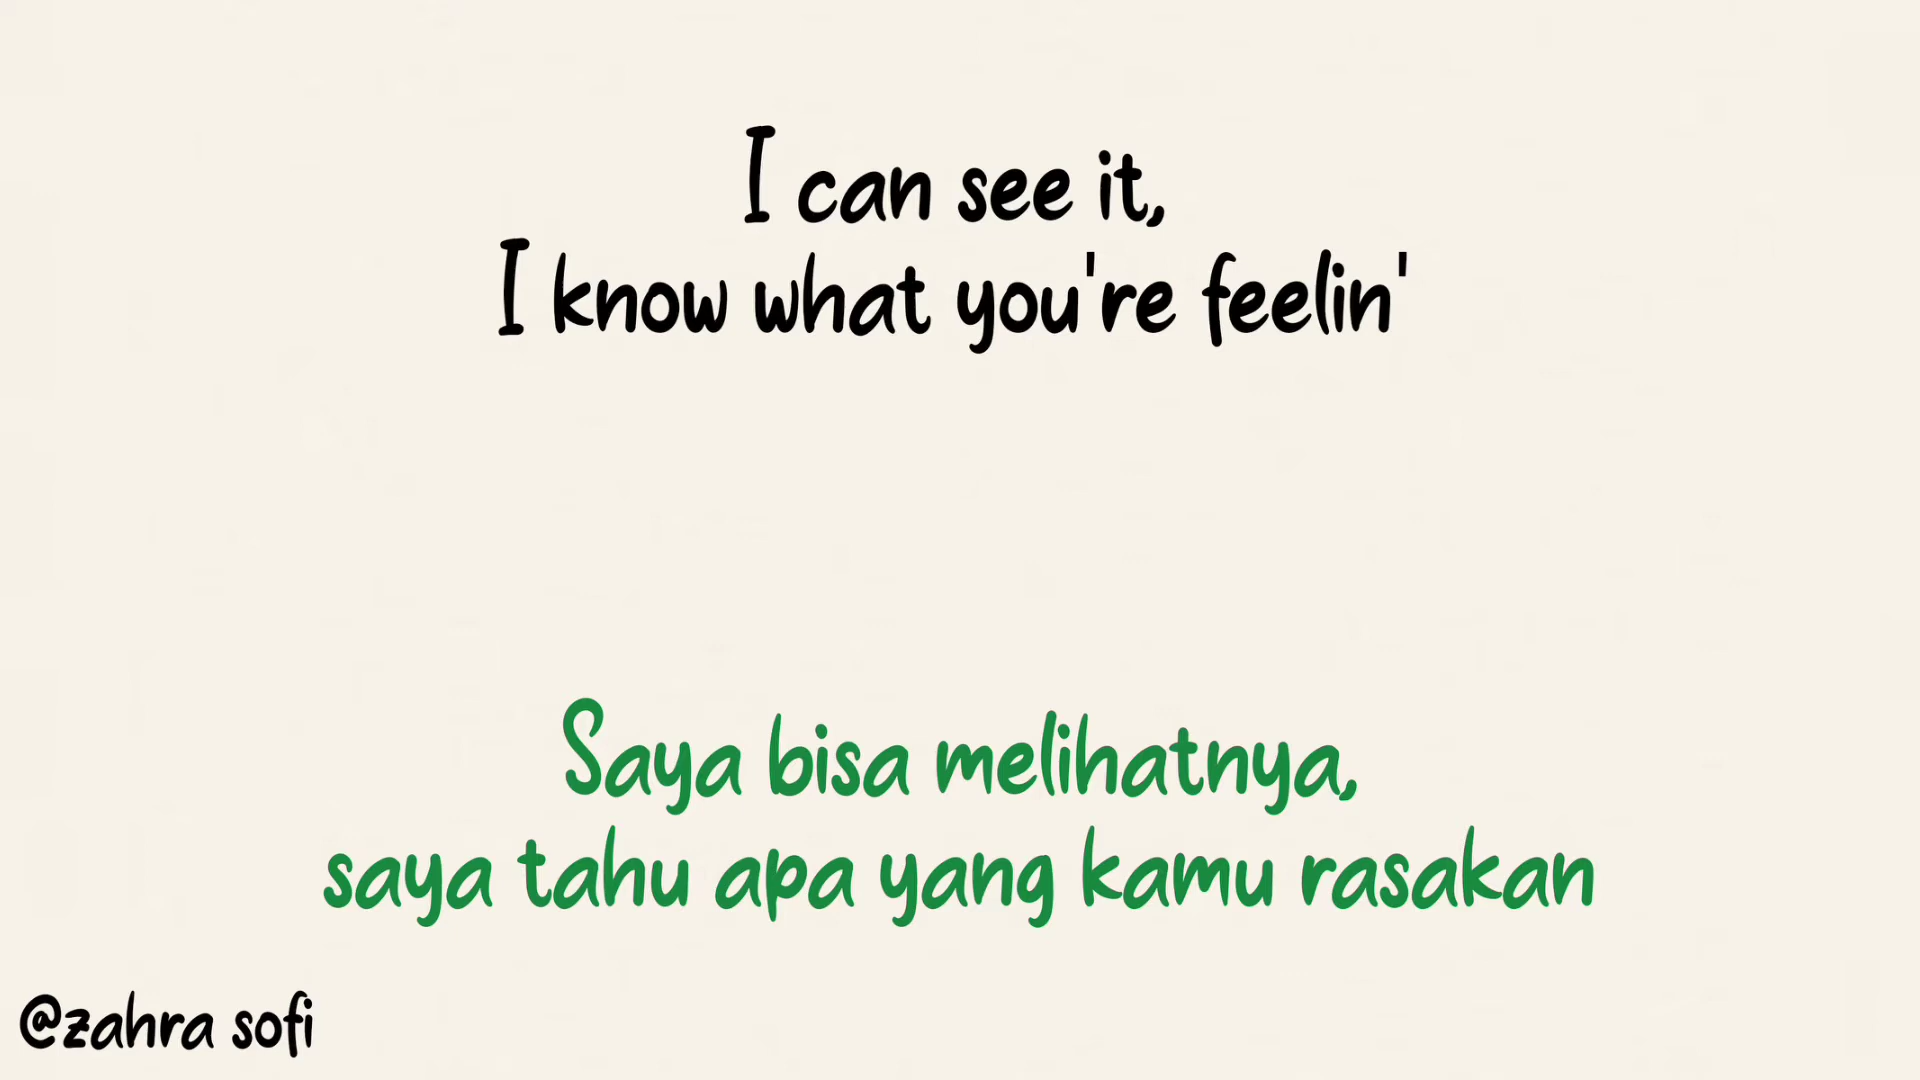 I can see it,
I know what you're feelin'
Saya bisa melihatnya,
saya tahu apa yang kamu rasakan
@zahra sofi